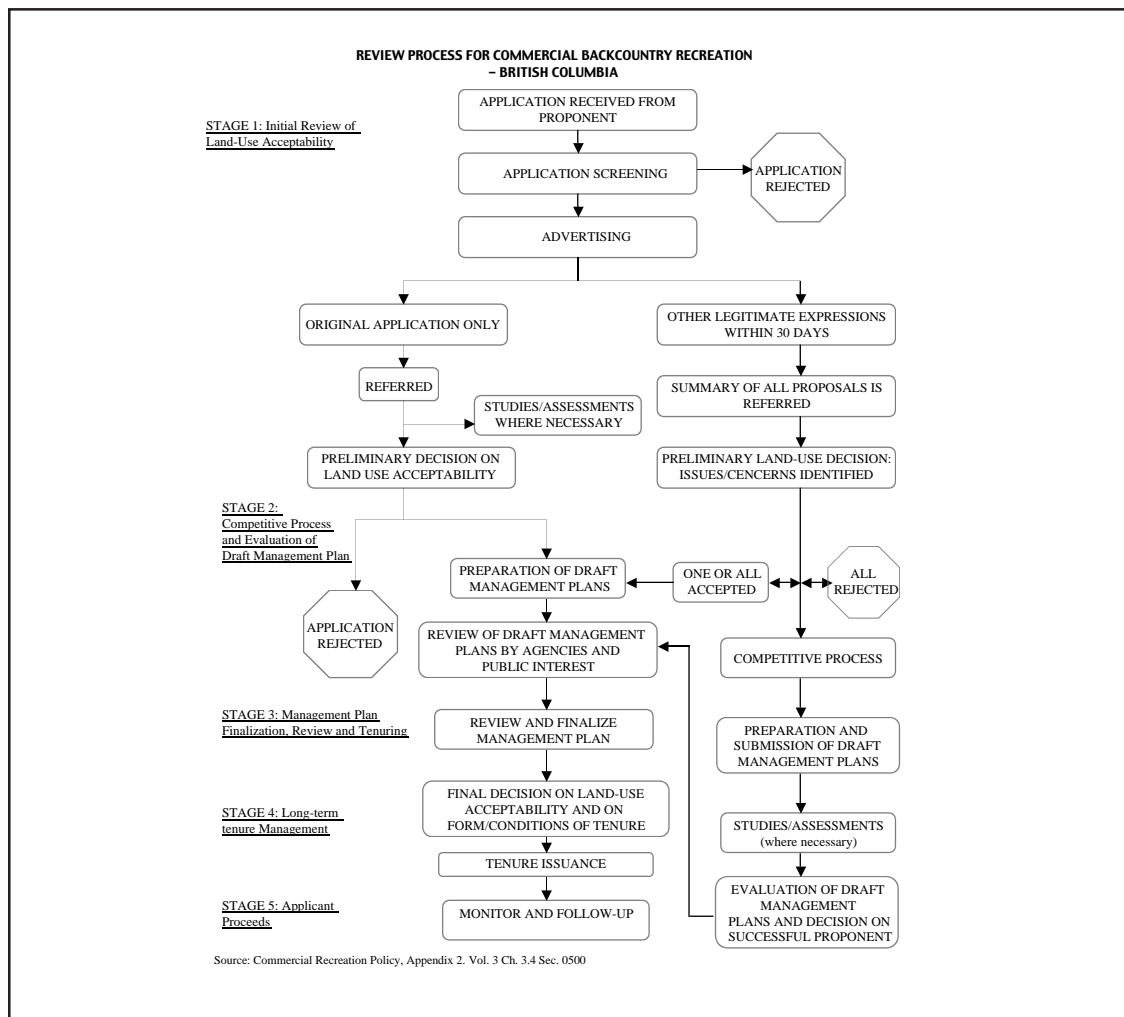 REVIEW PROCESS FOR COMMERCIAL BACKCOUNTRY RECREATION
– BRITISH COLUMBIA
STAGE 1: Initial Review of
Land-Use Acceptability
APPLICATION RECEIVED FROM
PROPONENT
APPLICATION SCREENING
APPLICATION
REJECTED
ADVERTISING
ORIGINAL APPLICATION ONLY
OTHER LEGITIMATE EXPRESSIONS
WITHIN 30 DAYS
REFERRED
SUMMARY OF ALL PROPOSALS IS
REFERRED
STUDIES/ASSESSMENTS
WHERE NECESSARY
PRELIMINARY DECISION ON
LAND USE ACCEPTABILITY
PRELIMINARY LAND-USE DECISION:
ISSUES/CENCERNS IDENTIFIED
STAGE 2:
Competitive Process
and Evaluation of
Draft Management Plan
PREPARATION OF DRAFT
MANAGEMENT PLANS
ONE OR ALL
ACCEPTED
ALL
REJECTED
APPLICATION
REJECTED
REVIEW OF DRAFT MANAGEMENT
PLANS BY AGENCIES AND
PUBLIC INTEREST
COMPETITIVE PROCESS
STAGE 3: Management Plan
Finalization, Review and Tenuring
REVIEW AND FINALIZE
MANAGEMENT PLAN
PREPARATION AND
SUBMISSION OF DRAFT
MANAGEMENT PLANS
STAGE 4: Long-term
tenure Management
FINAL DECISION ON LAND-USE
ACCEPTABILITY AND ON
FORM/CONDITIONS OF TENURE
STUDIES/ASSESSMENTS
(where necessary)
TENURE ISSUANCE
STAGE 5: Applicant
Proceeds
MONITOR AND FOLLOW-UP
EVALUATION OF DRAFT
MANAGEMENT
PLANS AND DECISION ON
SUCCESSFUL PROPONENT
Source: Commercial Recreation Policy, Appendix 2. Vol. 3 Ch. 3.4 Sec. 0500